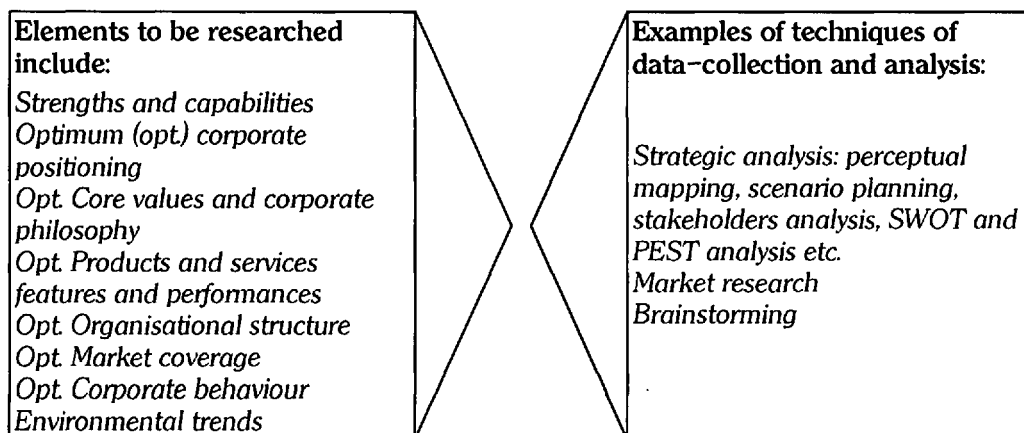 Elements to be researched
include:
Strengths and capabilities
Optimum (opt.) corporate
positioning
Opt. Core values and corporate
philosophy
Opt. Products and services
features and performances
Opt. Organisational structure
Opt. Market coverage
Opt. Corporate behaviour
Environmental trends
Examples of techniques of
data-collection and analysis:
Strategic analysis: perceptual
mapping, scenario planning,
stakeholders analysis, SWOT and
PEST analysis etc.
Market research
Brainstorming